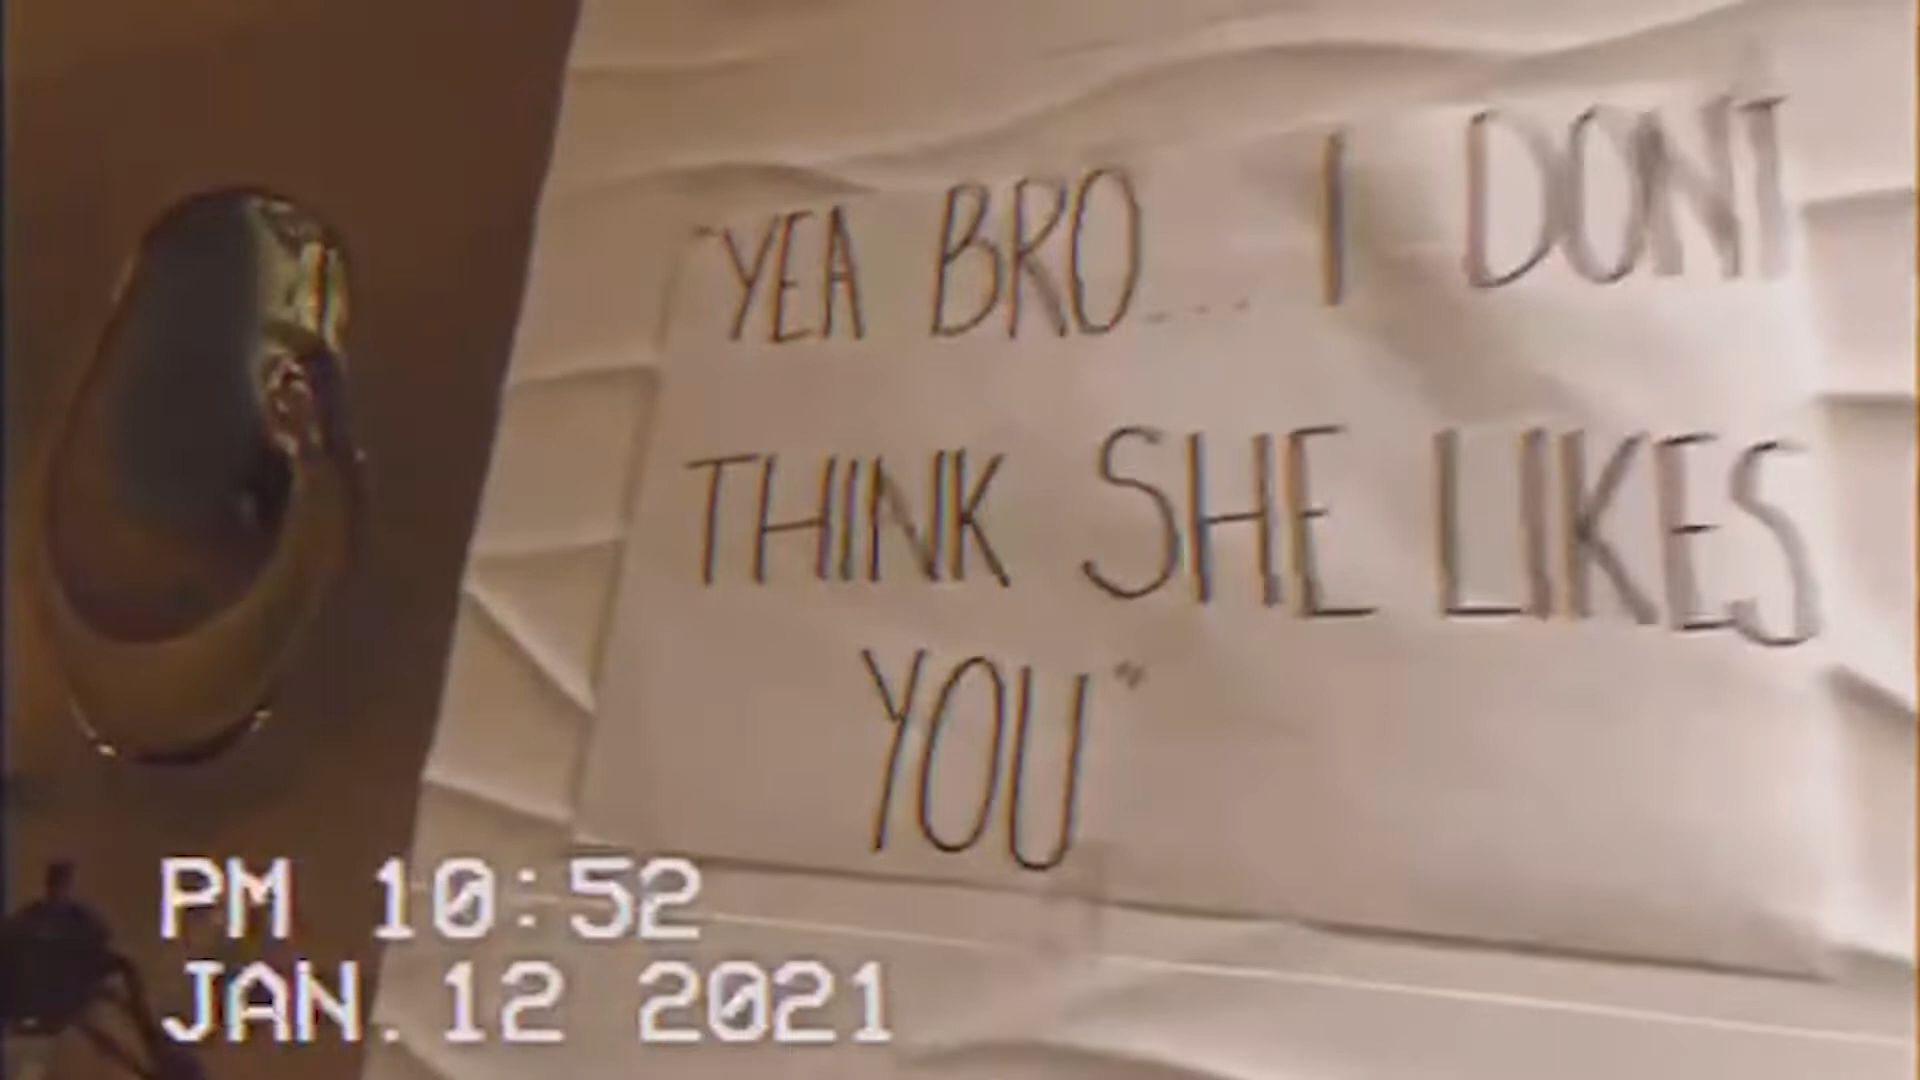 "YEA BRO.... I DONT
THINK SHE LIKES
YOU"
PM 10:52
JAN.12 2021